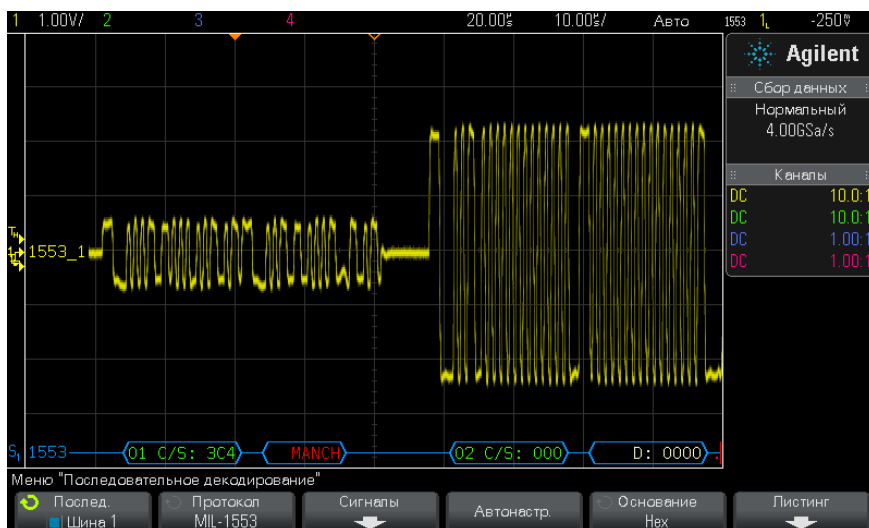 1 1.00V/ 2 3 4 20.00s 10.00s/ Авто 1553 1 -250V
Agilent
Сбор данных
Нормальный
4.00GSa/s
Каналы
DC 10.0:1
DC 10.0:1
DC 1.00:1
DC 1.00:1
1553_1
S1 1553 01 C/S: 3C4 MANCH 02 C/S: 000 D: 0000
Меню "Последовательное декодирование"
Послед. Протокол Сигналы Автонастр. Основание Листинг
Шина 1 MIL-1553 Hex